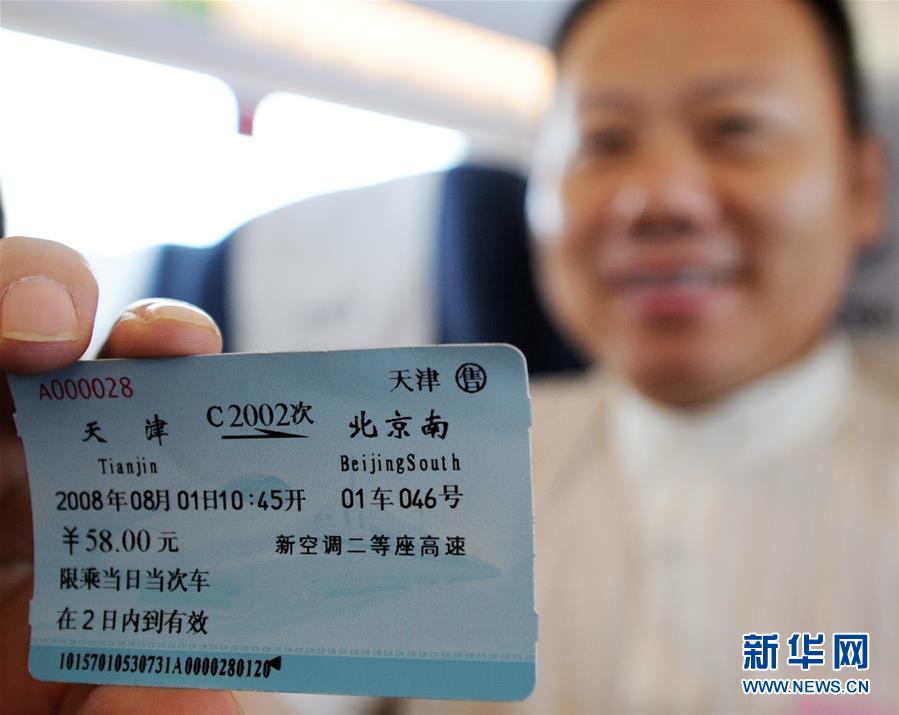 A000028 天津 ㊞售
天津 C2002次 北京南
Tianjin BeijingSouth
2008年08月01日10:45开 01车046号
¥58.00元 新空调二等座高速
限乘当日当次车
在2日内到有效
10157010530731A0000280120
新华网
WWW.NEWS.CN